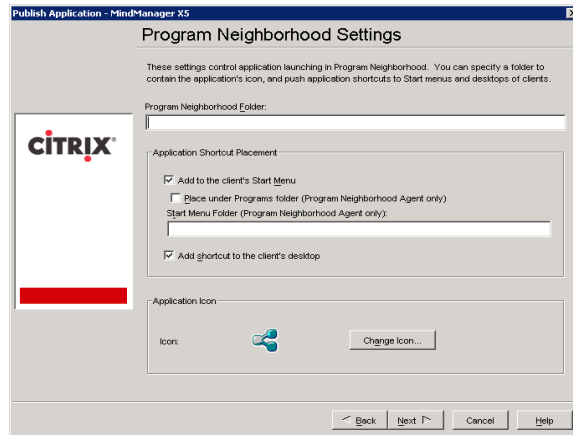 Publish Application - MindManager X5
Program Neighborhood Settings
These settings control application launching in Program Neighborhood. You can specify a folder to
contain the application's icon, and push application shortcuts to Start menus and desktops of clients.
Program Neighborhood Folder:
CITRIX®
Application Shortcut Placement
Add to the client's Start Menu
Place under Programs folder (Program Neighborhood Agent only)
Start Menu Folder (Program Neighborhood Agent only):
Add shortcut to the client's desktop
Application Icon
Icon:
Change Icon...
Back
Next
Cancel
Help